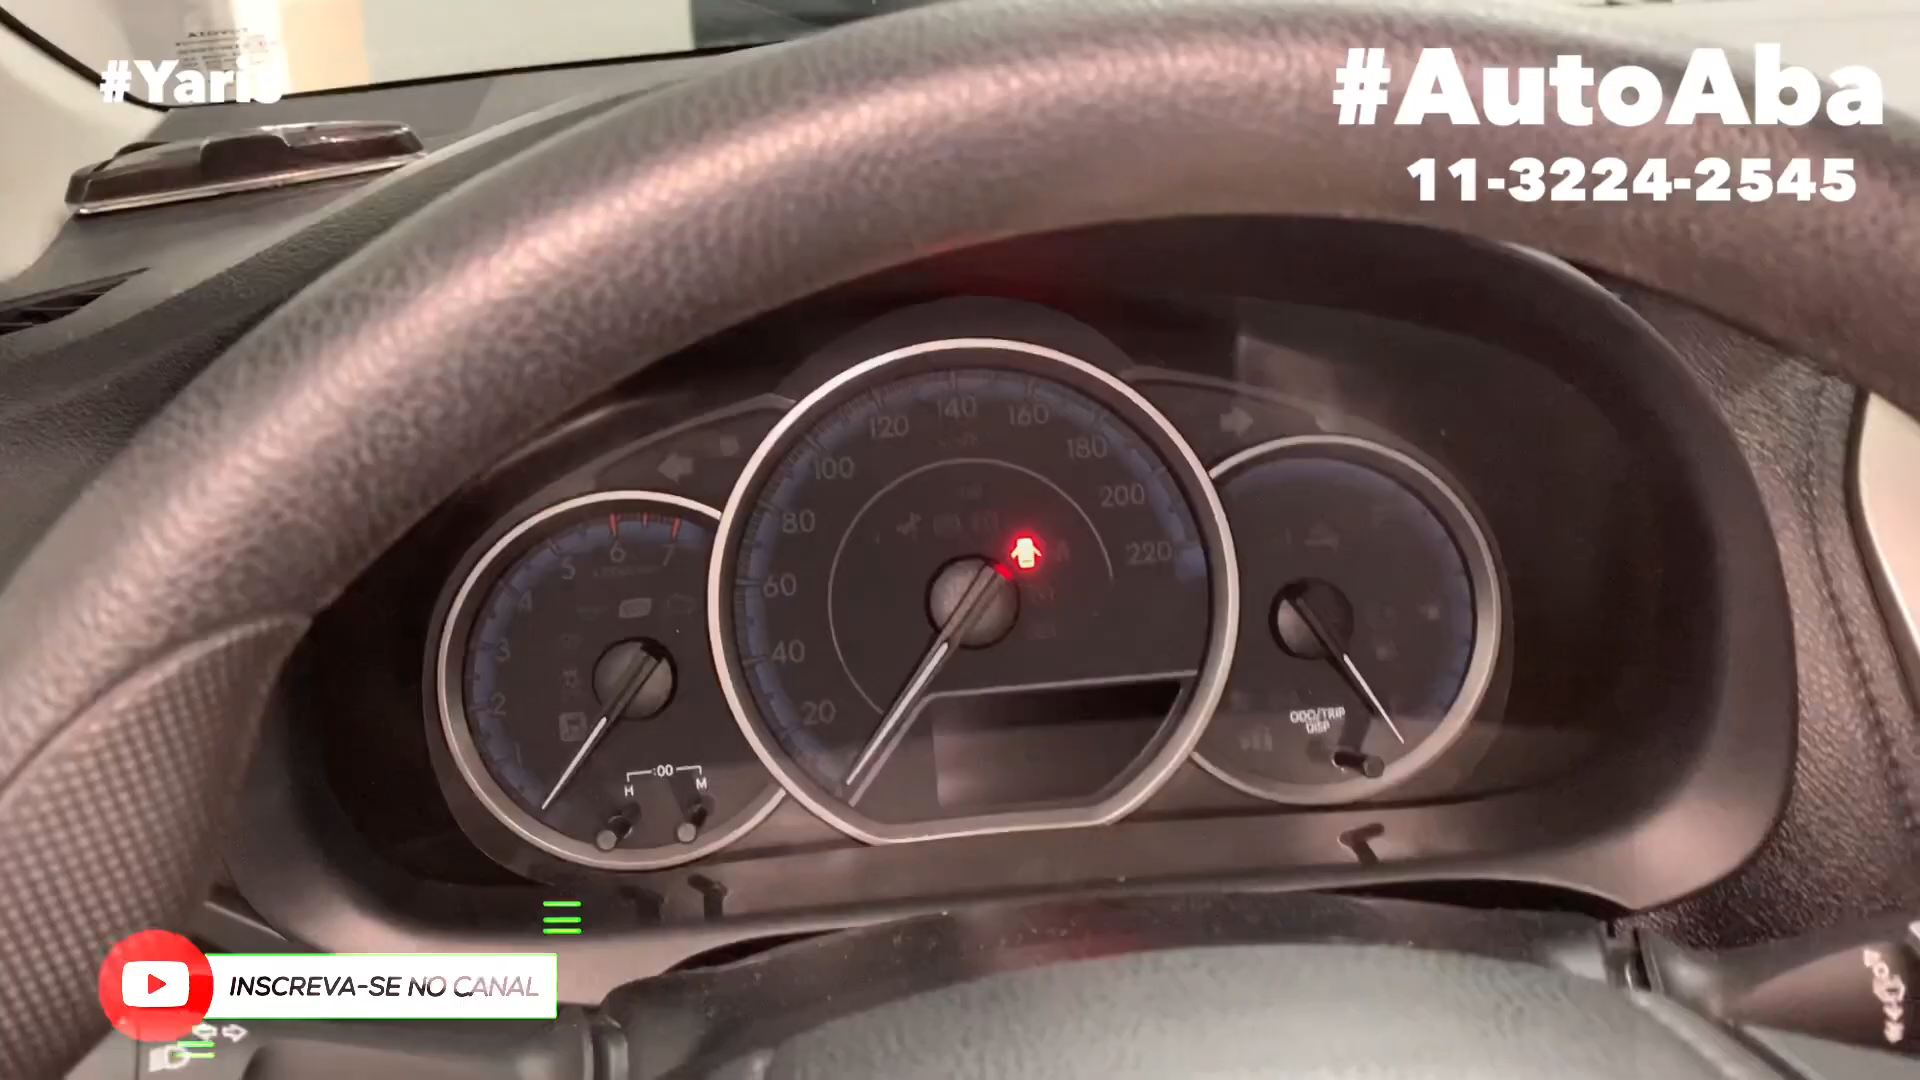 #Yaris
#AutoAba
11-3224-2545
120 140 160
100 180
80 200
60 220
40
20
5 6 7
4
3
2
1
:00
H M
ODO/TRIP
DISP
INSCREVA-SE NO CANAL